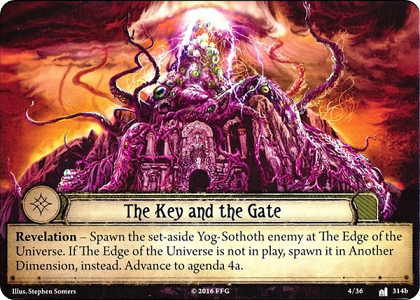 The Key and the Gate
Revelation – Spawn the set-aside Yog-Sothoth enemy at The Edge of the
Universe. If The Edge of the Universe is not in play, spawn it in Another
Dimension, instead. Advance to agenda 4a.
Illus. Stephen Somers
© 2016 FFG
4/36
314b